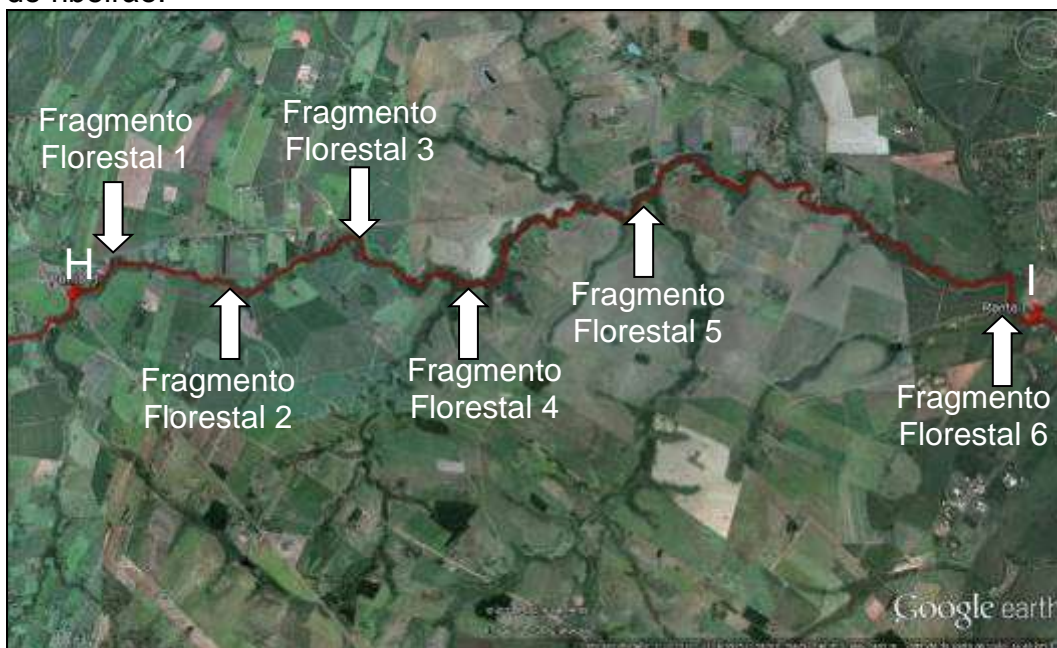 Fragmento
Florestal 1
Fragmento
Florestal 3
H
Fragmento
Florestal 2
Fragmento
Florestal 4
Fragmento
Florestal 5
I
Fragmento
Florestal 6
Google earth